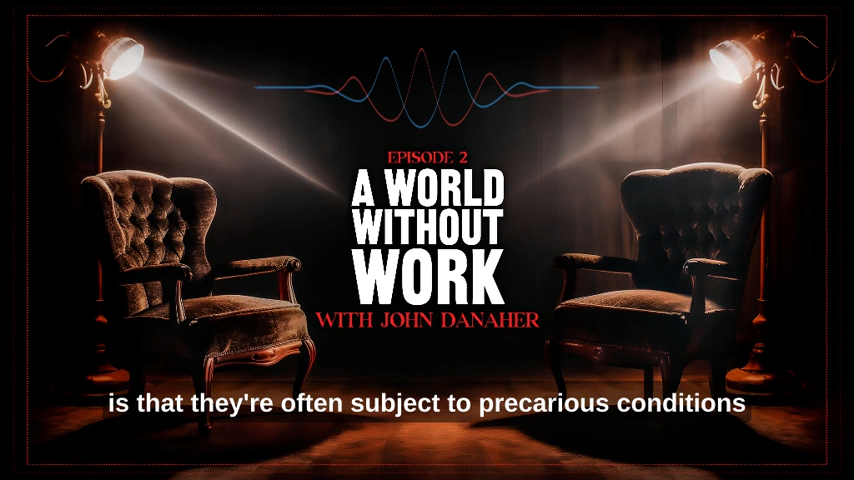 EPISODE 2
A WORLD
WITHOUT
WORK
WITH JOHN DANAHER
is that they're often subject to precarious conditions